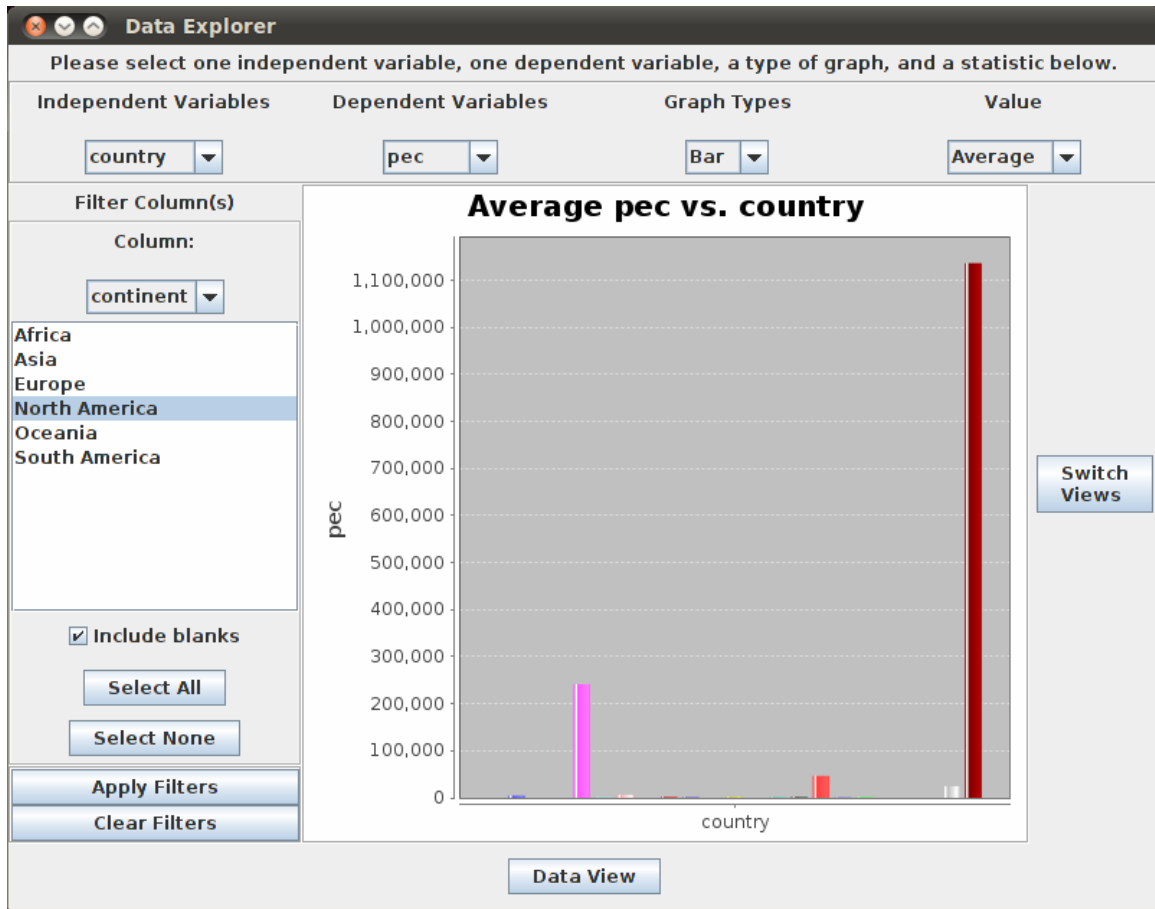 Data Explorer
Please select one independent variable, one dependent variable, a type of graph, and a statistic below.
Independent Variables
Dependent Variables
Graph Types
Value
country
pec
Bar
Average
Filter Column(s)
Column:
continent
Africa
Asia
Europe
North America
Oceania
South America
Include blanks
Select All
Select None
Apply Filters
Clear Filters
Average pec vs. country
1,100,000
1,000,000
900,000
800,000
700,000
600,000
500,000
400,000
300,000
200,000
100,000
0
pec
country
Switch
Views
Data View